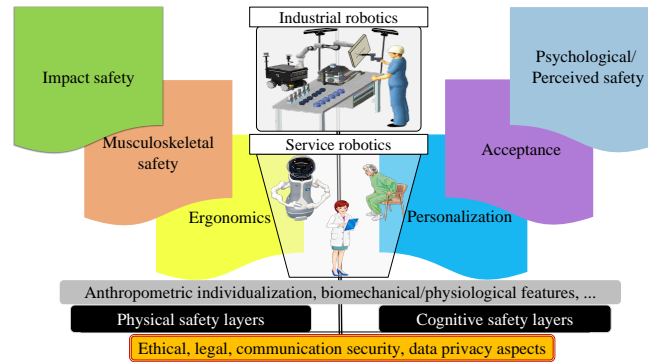 Industrial robotics
Impact safety
Psychological/
Perceived safety
Musculoskeletal
safety
Service robotics
Acceptance
Ergonomics
Personalization
Anthropometric individualization, biomechanical/physiological features, ...
Physical safety layers
Cognitive safety layers
Ethical, legal, communication security, data privacy aspects